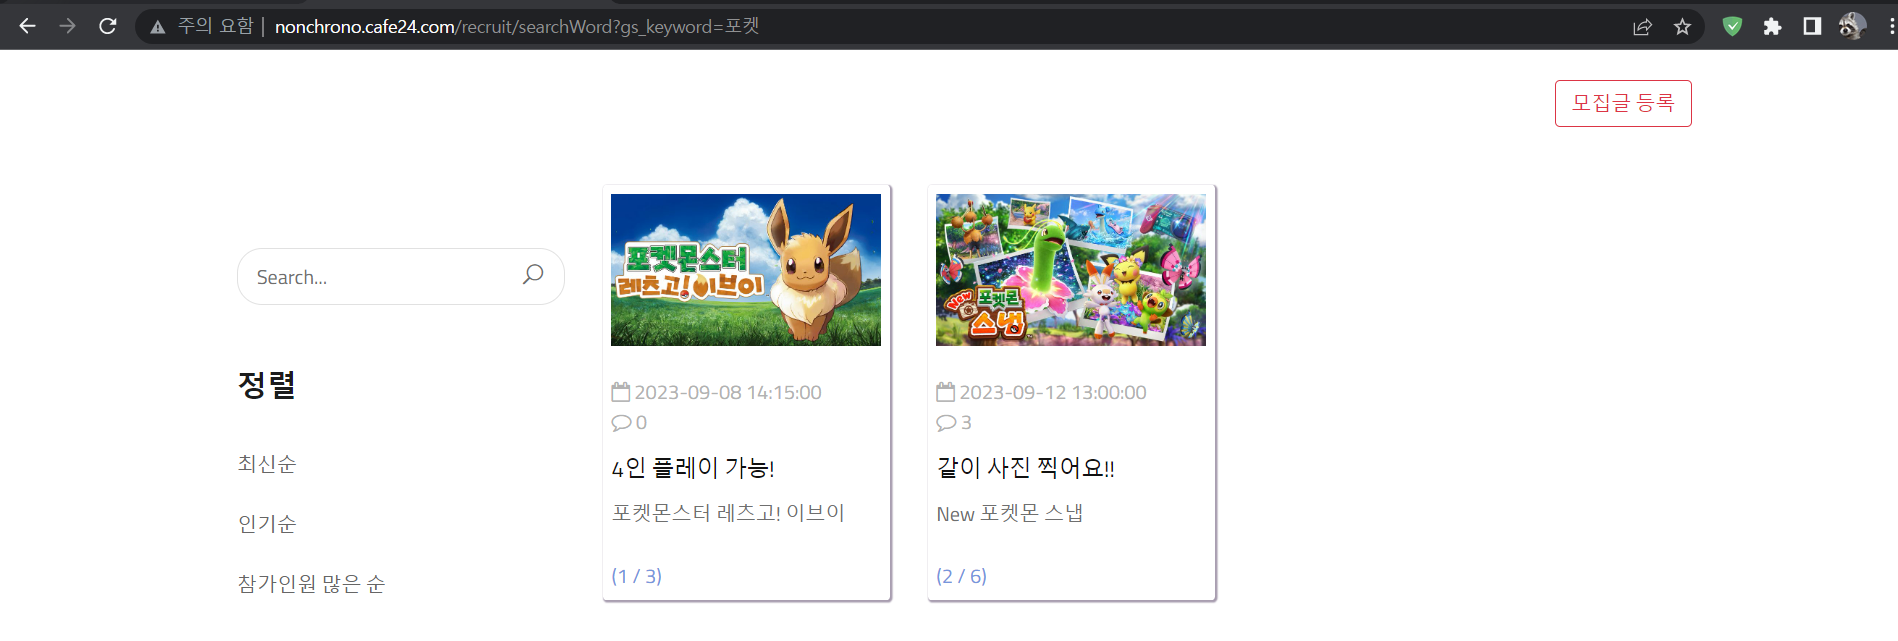 주의 요함 | nonchrono.cafe24.com/recruit/searchWord?gs_keyword=포켓
모집글 등록
Search...
정렬
최신순
인기순
참가인원 많은 순
포켓몬스터
레츠고! 이브이
2023-09-08 14:15:00
0
4인 플레이 가능!
포켓몬스터 레츠고! 이브이
(1 / 3)
New 포켓몬
스냅
2023-09-12 13:00:00
3
같이 사진 찍어요!!
New 포켓몬 스냅
(2 / 6)